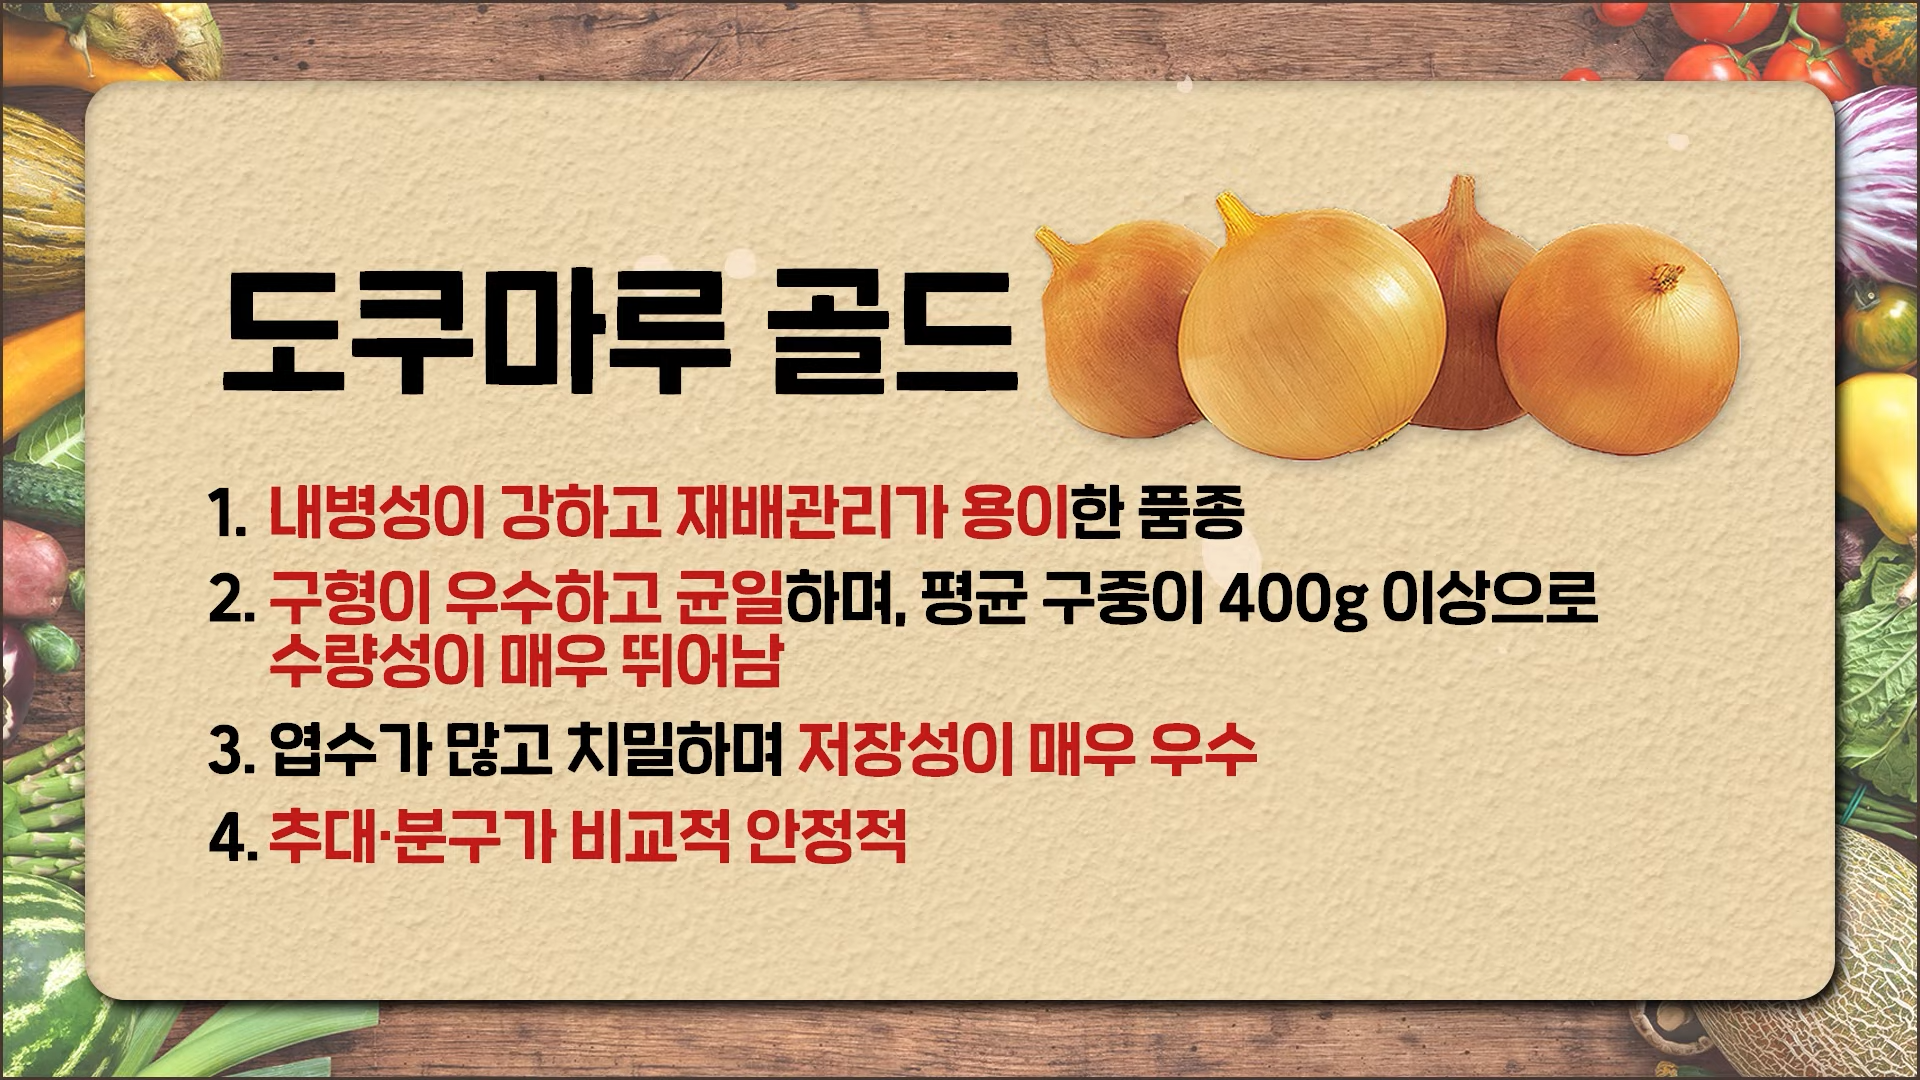 도쿠마루 골드
1. 내병성이 강하고 재배관리가 용이한 품종
2. 구형이 우수하고 균일하며, 평균 구중이 400g 이상으로
수량성이 매우 뛰어남
3. 엽수가 많고 치밀하며 저장성이 매우 우수
4. 추대·분구가 비교적 안정적